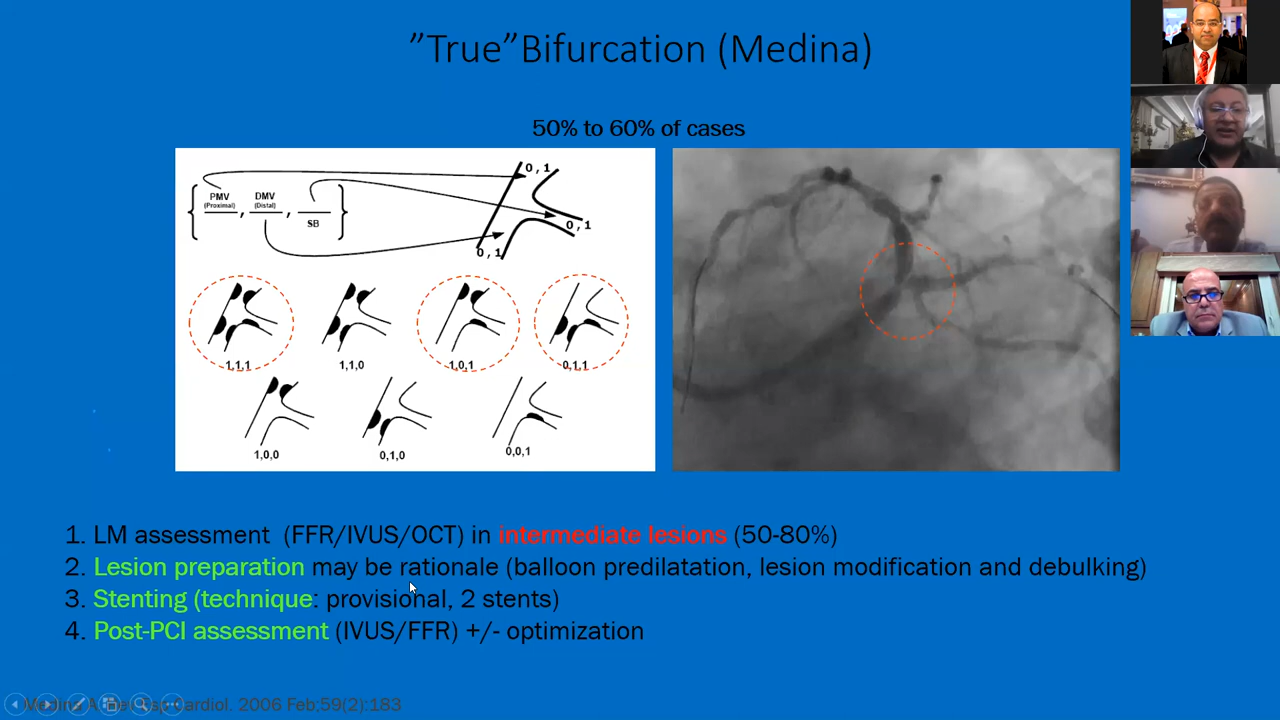 ”True”Bifurcation (Medina)
50% to 60% of cases
0 , 1
PMV
(Proximal)
,
DMV
(Distal)
,
SB
0 , 1
0 , 1
1,1,1
1,1,0
1,0,1
0,1,1
1,0,0
0,1,0
0,0,1
1. LM assessment (FFR/IVUS/OCT) in intermediate lesions (50-80%)
2. Lesion preparation may be rationale (balloon predilatation, lesion modification and debulking)
3. Stenting (technique: provisional, 2 stents)
4. Post-PCI assessment (IVUS/FFR) +/- optimization
Medina A, Rev Esp Cardiol. 2006 Feb;59(2):183